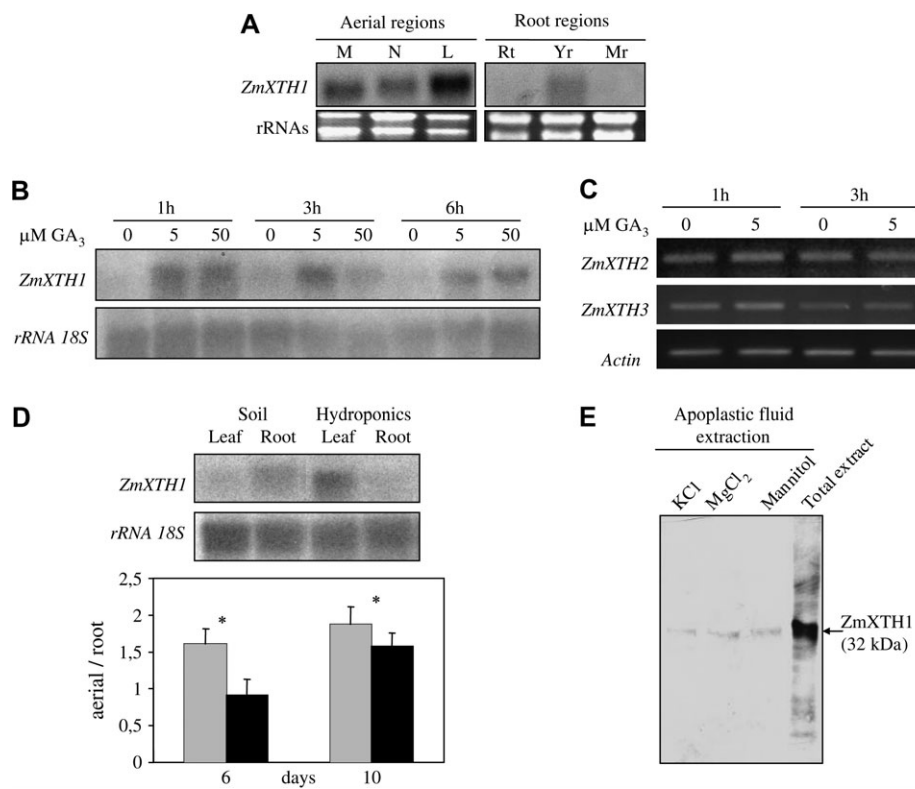 A
Aerial regions Root regions
M N L Rt Yr Mr
ZmXTH1
rRNAs
B
1h 3h 6h
μM GA3 0 5 50 0 5 50 0 5 50
ZmXTH1
rRNA 18S
C
1h 3h
μM GA3 0 5 0 5
ZmXTH2
ZmXTH3
Actin
D
Soil Hydroponics
Leaf Root Leaf Root
ZmXTH1
rRNA 18S
2,5
2
1,5
1
0,5
0
aerial / root
* *
6 days 10
E
Apoplastic fluid
extraction
KCl MgCl2 Mannitol Total extract
ZmXTH1
(32 kDa)